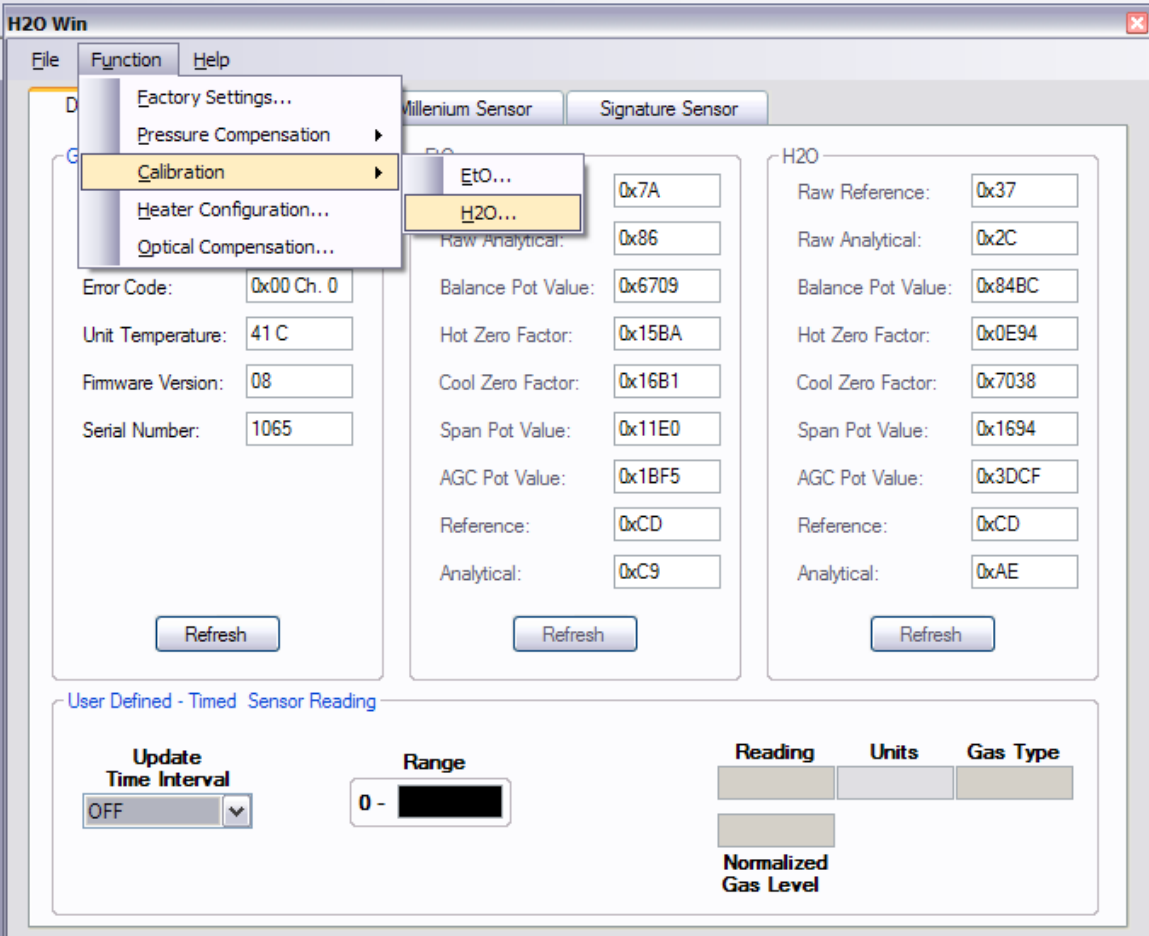 H2O Win
File Function Help
Factory Settings...
Pressure Compensation
Calibration
Heater Configuration...
Optical Compensation...
EtO...
H2O...
D
Millenium Sensor
Signature Sensor
G
Error Code: 0x00 Ch. 0
Unit Temperature: 41 C
Firmware Version: 08
Serial Number: 1065
Refresh
0x7A
Raw Analytical: 0x86
Balance Pot Value: 0x6709
Hot Zero Factor: 0x15BA
Cool Zero Factor: 0x16B1
Span Pot Value: 0x11E0
AGC Pot Value: 0x1BF5
Reference: 0xCD
Analytical: 0xC9
Refresh
H2O
Raw Reference: 0x37
Raw Analytical: 0x2C
Balance Pot Value: 0x84BC
Hot Zero Factor: 0x0E94
Cool Zero Factor: 0x7038
Span Pot Value: 0x1694
AGC Pot Value: 0x3DCF
Reference: 0xCD
Analytical: 0xAE
Refresh
User Defined - Timed Sensor Reading
Update
Time Interval
OFF
Range
0 -
Reading Units Gas Type
Normalized
Gas Level